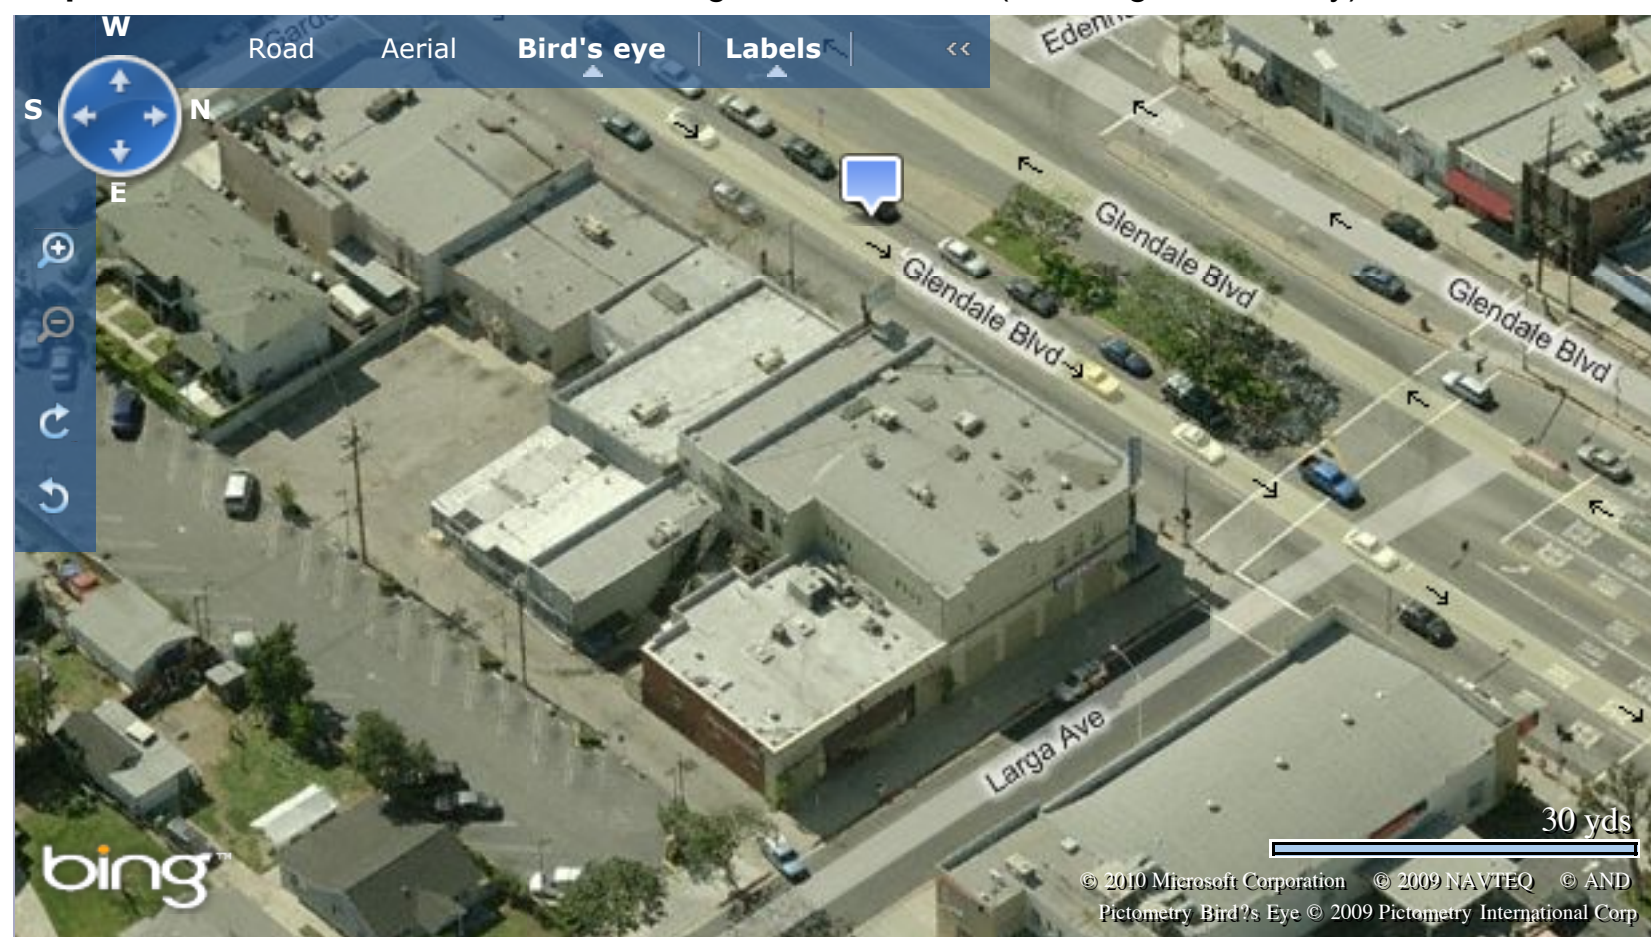 W
Road Aerial Bird's eye Labels <<
S N
E
Glendale Blvd
Glendale Blvd
Glendale Blvd
Larga Ave
30 yds
bing™
© 2010 Microsoft Corporation © 2009 NAVTEQ © AND
Pictometry Bird?s Eye © 2009 Pictometry International Corp